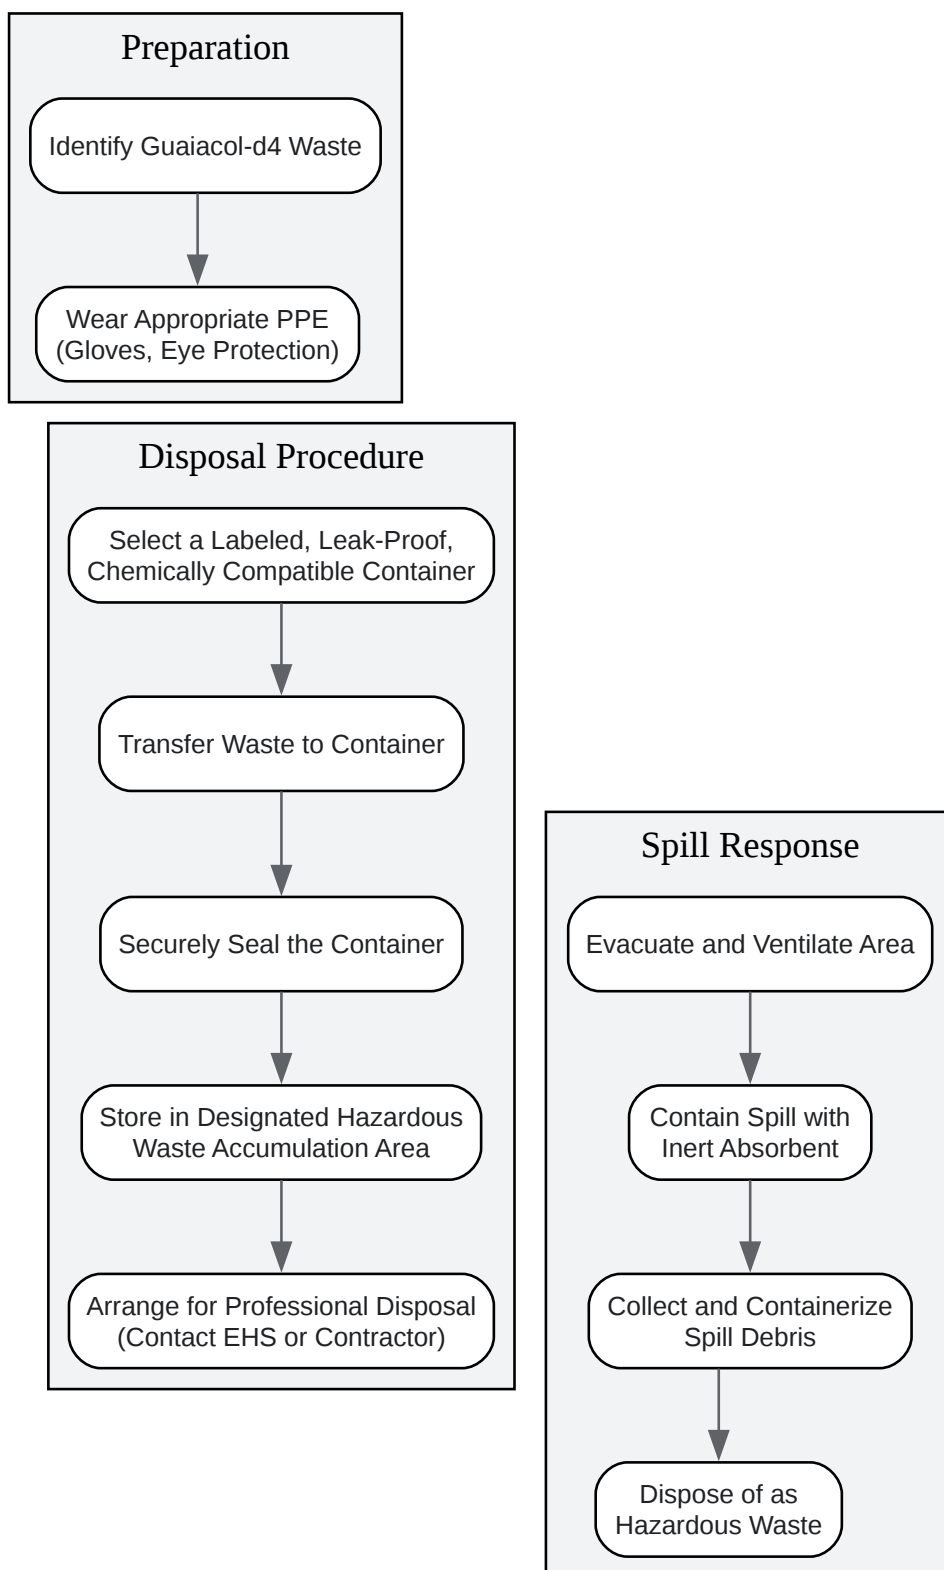 Preparation
Identify Guaiacol-d4 Waste
Wear Appropriate PPE
(Gloves, Eye Protection)
Disposal Procedure
Select a Labeled, Leak-Proof,
Chemically Compatible Container
Transfer Waste to Container
Securely Seal the Container
Store in Designated Hazardous
Waste Accumulation Area
Arrange for Professional Disposal
(Contact EHS or Contractor)
Spill Response
Evacuate and Ventilate Area
Contain Spill with
Inert Absorbent
Collect and Containerize
Spill Debris
Dispose of as
Hazardous Waste